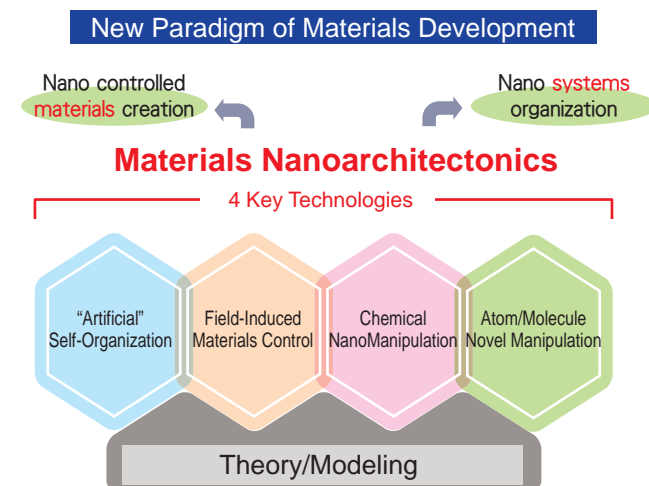 New Paradigm of Materials Development
Nano controlled
materials creation
Nano systems
organization
Materials Nanoarchitectonics
4 Key Technologies
“Artificial”
Self-Organization
Field-Induced
Materials Control
Chemical
NanoManipulation
Atom/Molecule
Novel Manipulation
Theory/Modeling